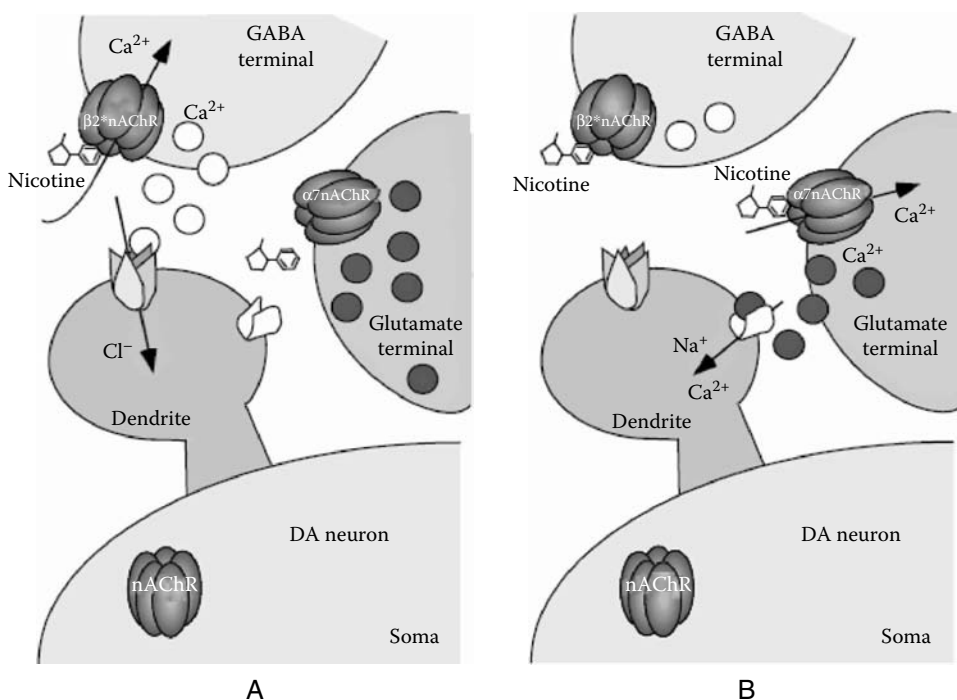 GABA
terminal
Ca²⁺
Ca²⁺
β2*nAChR
Nicotine
α7nAChR
Glutamate
terminal
Cl⁻
Dendrite
DA neuron
nAChR
Soma
A
GABA
terminal
β2*nAChR
Nicotine
Nicotine
α7nAChR
Ca²⁺
Ca²⁺
Glutamate
terminal
Na⁺
Ca²⁺
Dendrite
DA neuron
nAChR
Soma
B